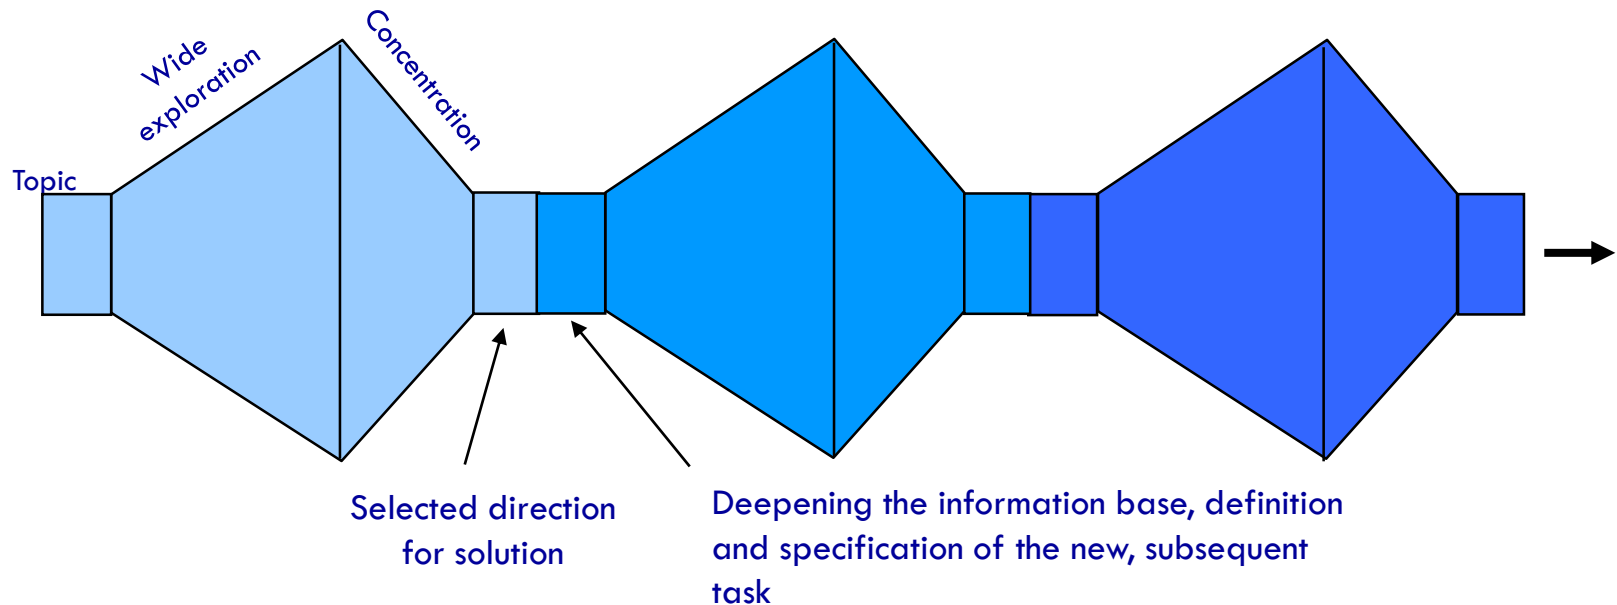 Wide
exploration
Concentration
Topic
Selected direction
for solution
Deepening the information base, definition
and specification of the new, subsequent
task